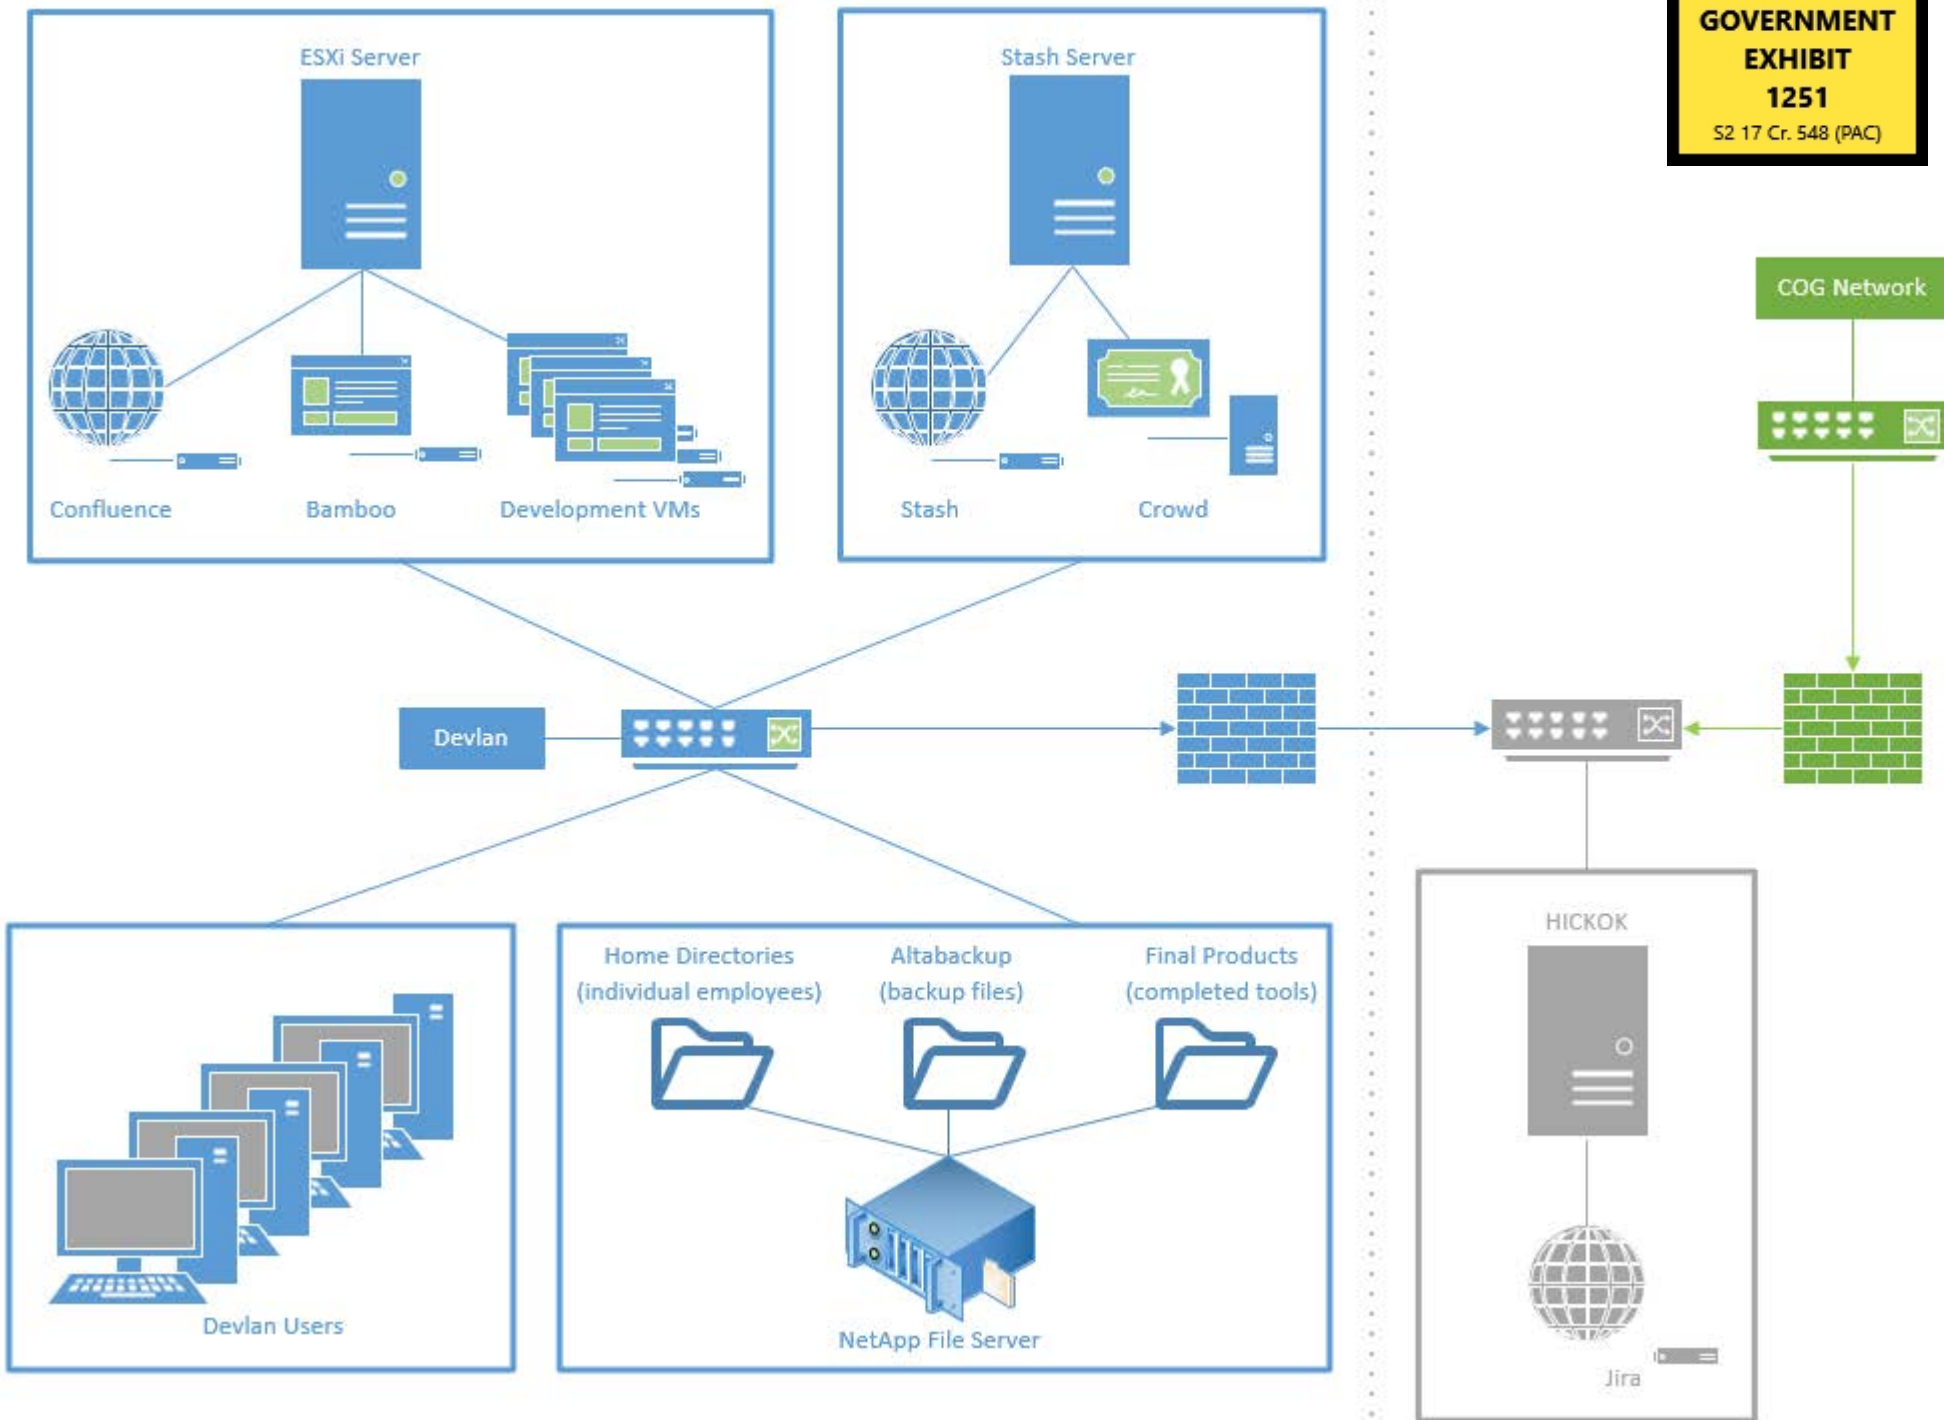 GOVERNMENT
EXHIBIT
1251
S2 17 Cr. 548 (PAC)
ESXi Server
Stash Server
COG Network
Confluence
Bamboo
Development VMs
Stash
Crowd
Devlan
HICKOK
Home Directories
(individual employees)
Altabackup
(backup files)
Final Products
(completed tools)
Devlan Users
NetApp File Server
Jira